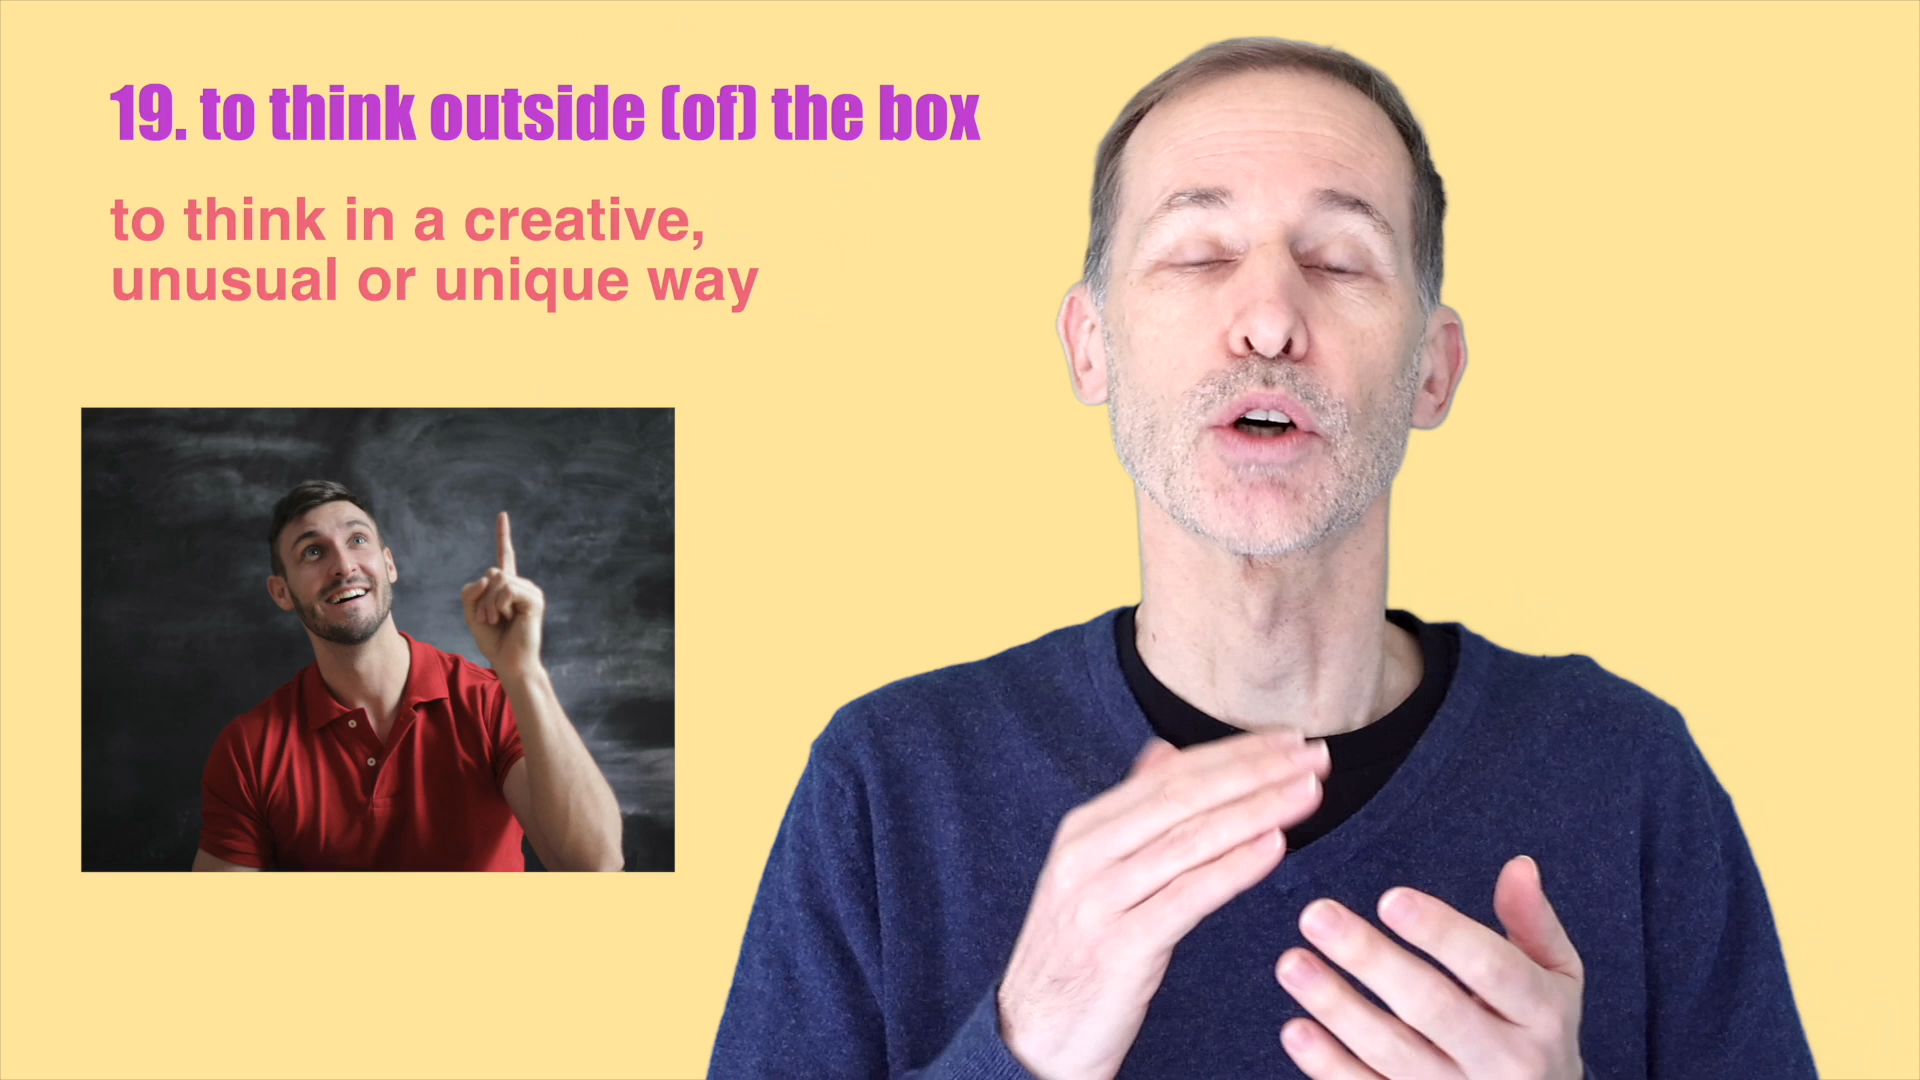 19. to think outside (of) the box
to think in a creative,
unusual or unique way